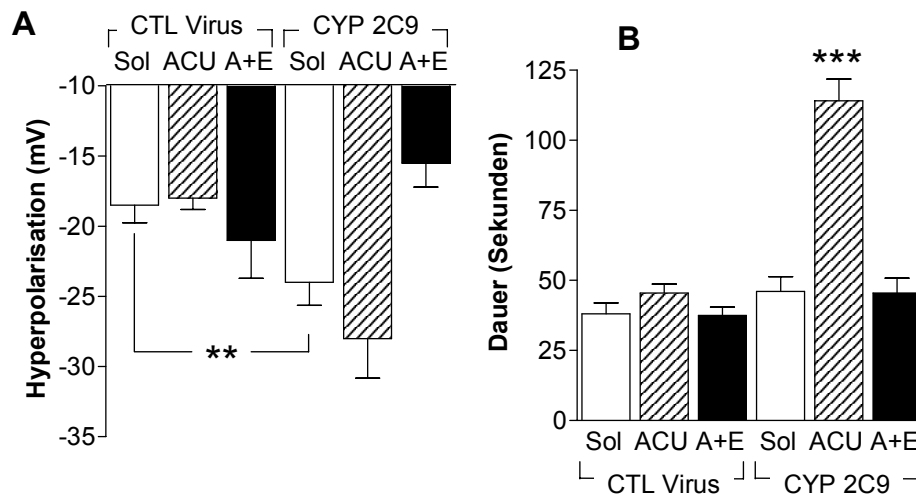 A
CTL Virus CYP 2C9
Sol ACU A+E Sol ACU A+E
Hyperpolarisation (mV)
-10
-15
-20
-25
-30
-35
**
B
Dauer (Sekunden)
125
100
75
50
25
0
***
Sol ACU A+E Sol ACU A+E
CTL Virus CYP 2C9